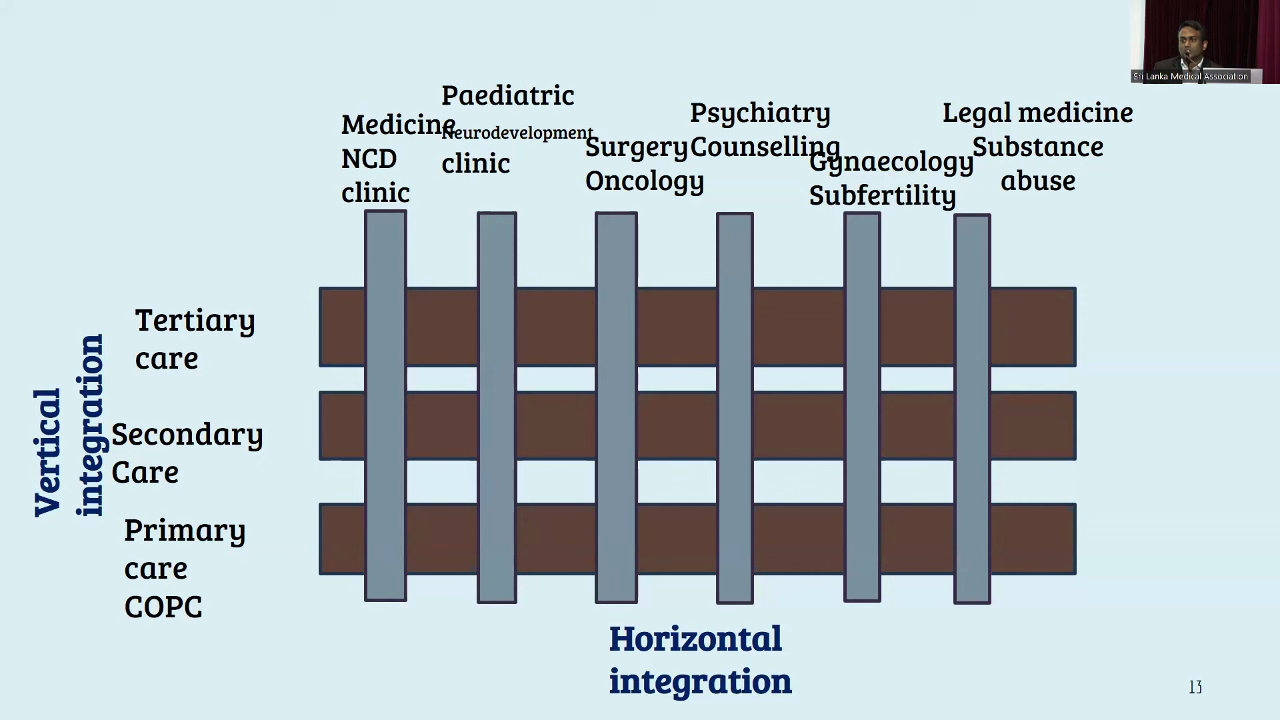 Sri Lanka Medical Association
Medicine
NCD
clinic
Paediatric
Neurodevelopment
clinic
Surgery
Oncology
Psychiatry
Counselling
Gynaecology
Subfertility
Legal medicine
Substance
abuse
Vertical
integration
Tertiary
care
Secondary
Care
Primary
care
COPC
Horizontal
integration
13